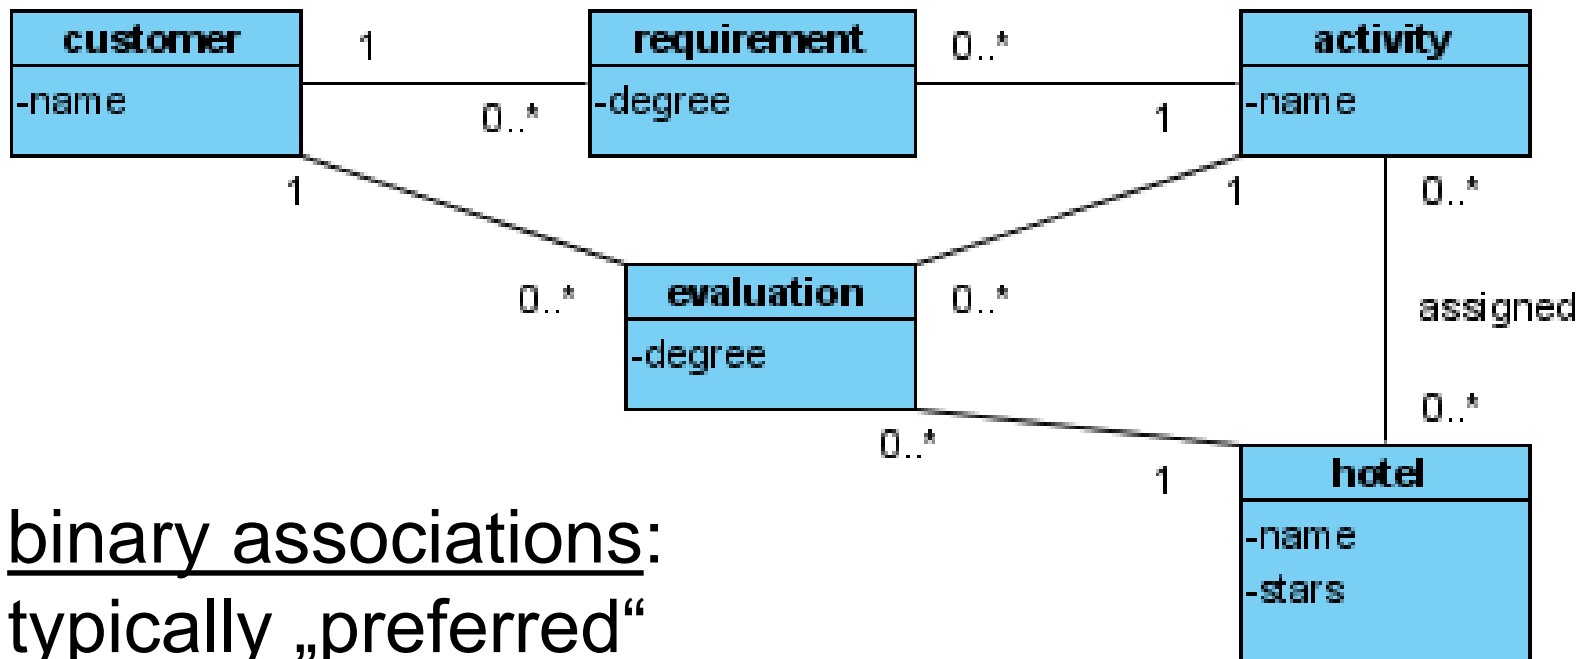 customer 1 requirement 0..* activity
-name 0..* -degree 1 -name
1 1 0..*
0..* evaluation 0..* assigned
-degree
0..* 0..*
1 hotel
-name
-stars
binary associations:
typically „preferred“